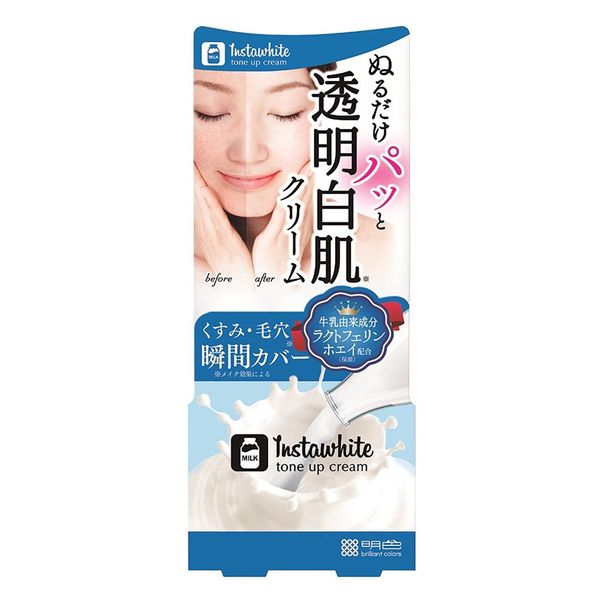 MILK
Instawhite
tone up cream
ぬるだけ
パッと
透明白肌※
クリーム
before after
くすみ・毛穴※
瞬間カバー
※メイク効果による
牛乳由来成分
ラクトフェリン
ホエイ配合
(保湿)
MILK
Instawhite
tone up cream
明色
brilliant colors